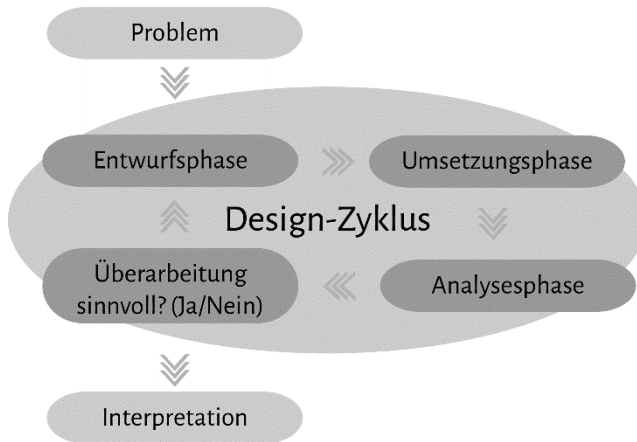 Problem
Entwurfsphase
Umsetzungsphase
Design-Zyklus
Überarbeitung
sinnvoll? (Ja/Nein)
Analysesphase
Interpretation